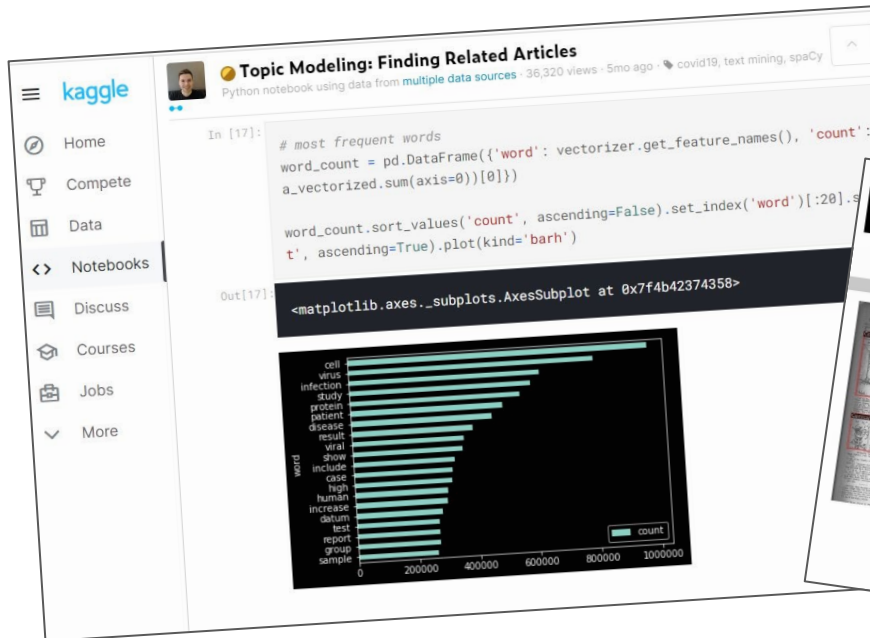 kaggle
Home
Compete
Data
Notebooks
Discuss
Courses
Jobs
More
Topic Modeling: Finding Related Articles
Python notebook using data from multiple data sources · 36,320 views · 5mo ago · covid19, text mining, spaCy
In [17]:
# most frequent words
word_count = pd.DataFrame({'word': vectorizer.get_feature_names(), 'count':
a_vectorized.sum(axis=0))[0]})
word_count.sort_values('count', ascending=False).set_index('word')[:20].s
t', ascending=True).plot(kind='barh')
Out[17]:
<matplotlib.axes._subplots.AxesSubplot at 0x7f4b42374358>
cell
virus
infection
study
protein
patient
disease
result
viral
show
include
case
high
human
increase
datum
test
report
group
sample
word
count
0 200000 400000 600000 800000 1000000